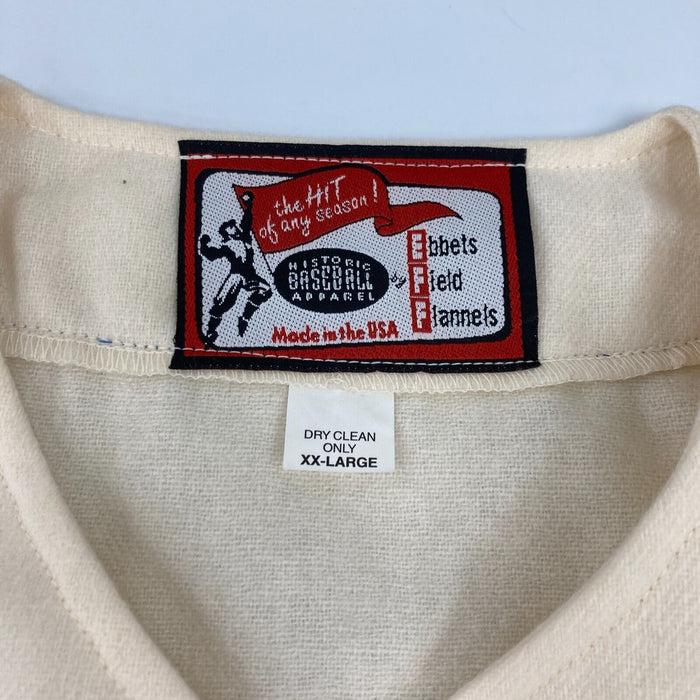 the HIT
of any season!
HISTORIC
BASEBALL
APPAREL
By
Ebbets
Field
Flannels
Made in the USA
DRY CLEAN
ONLY
XX-LARGE